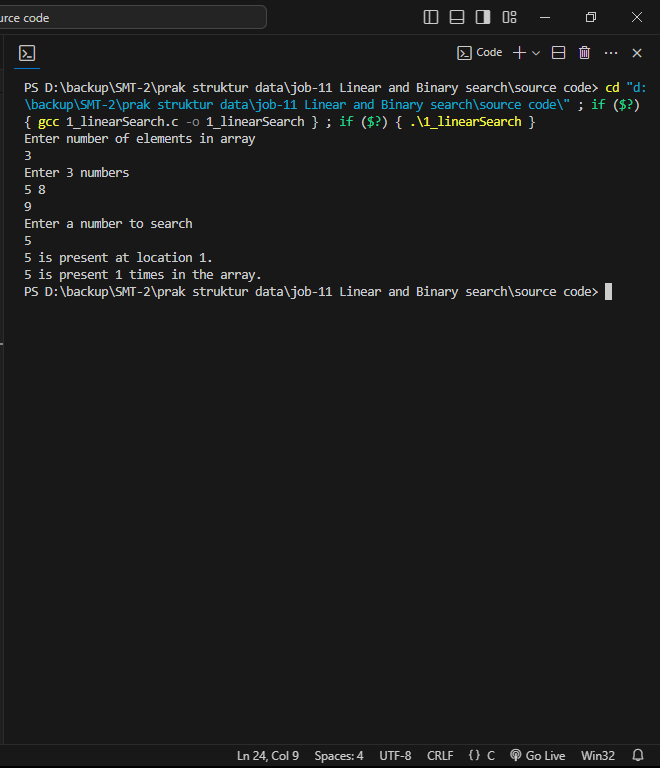 urce code
Code
PS D:\backup\SMT-2\prak struktur data\job-11 Linear and Binary search\source code> cd "d:
\backup\SMT-2\prak struktur data\job-11 Linear and Binary search\source code\" ; if ($?)
{ gcc 1_linearSearch.c -o 1_linearSearch } ; if ($?) { .\1_linearSearch }
Enter number of elements in array
3
Enter 3 numbers
5 8
9
Enter a number to search
5
5 is present at location 1.
5 is present 1 times in the array.
PS D:\backup\SMT-2\prak struktur data\job-11 Linear and Binary search\source code>
Ln 24, Col 9 Spaces: 4 UTF-8 CRLF {} C Go Live Win32